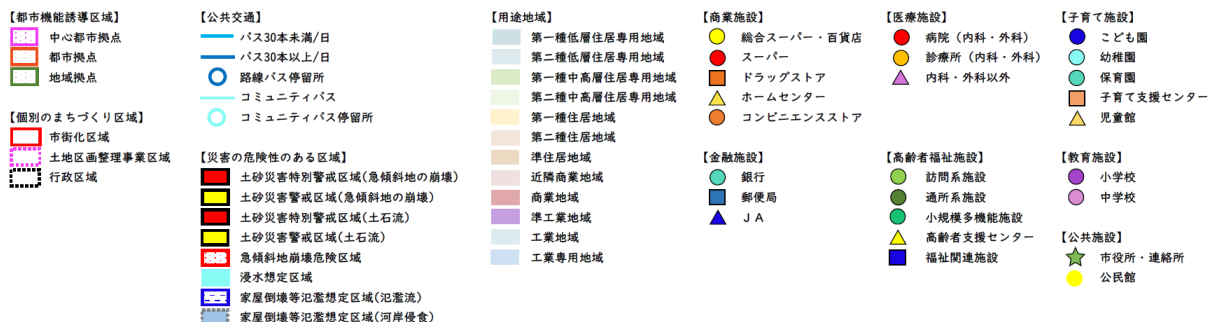 【都市機能誘導区域】
中心都市拠点
都市拠点
地域拠点
【個別のまちづくり区域】
市街化区域
土地区画整理事業区域
行政区域
【公共交通】
バス30本未満/日
バス30本以上/日
路線バス停留所
コミュニティバス
コミュニティバス停留所
【災害の危険性のある区域】
土砂災害特別警戒区域(急傾斜地の崩壊)
土砂災害警戒区域(急傾斜地の崩壊)
土砂災害特別警戒区域(土石流)
土砂災害警戒区域(土石流)
急傾斜地崩壊危険区域
浸水想定区域
家屋倒壊等氾濫想定区域(氾濫流)
家屋倒壊等氾濫想定区域(河岸侵食)
【用途地域】
第一種低層住居専用地域
第二種低層住居専用地域
第一種中高層住居専用地域
第二種中高層住居専用地域
第一種住居地域
第二種住居地域
準住居地域
近隣商業地域
商業地域
準工業地域
工業地域
工業専用地域
【商業施設】
総合スーパー・百貨店
スーパー
ドラッグストア
ホームセンター
コンビニエンスストア
【金融施設】
銀行
郵便局
ＪＡ
【医療施設】
病院（内科・外科）
診療所（内科・外科）
内科・外科以外
【高齢者福祉施設】
訪問系施設
通所系施設
小規模多機能施設
高齢者支援センター
福祉関連施設
【子育て施設】
こども園
幼稚園
保育園
子育て支援センター
児童館
【教育施設】
小学校
中学校
【公共施設】
市役所・連絡所
公民館